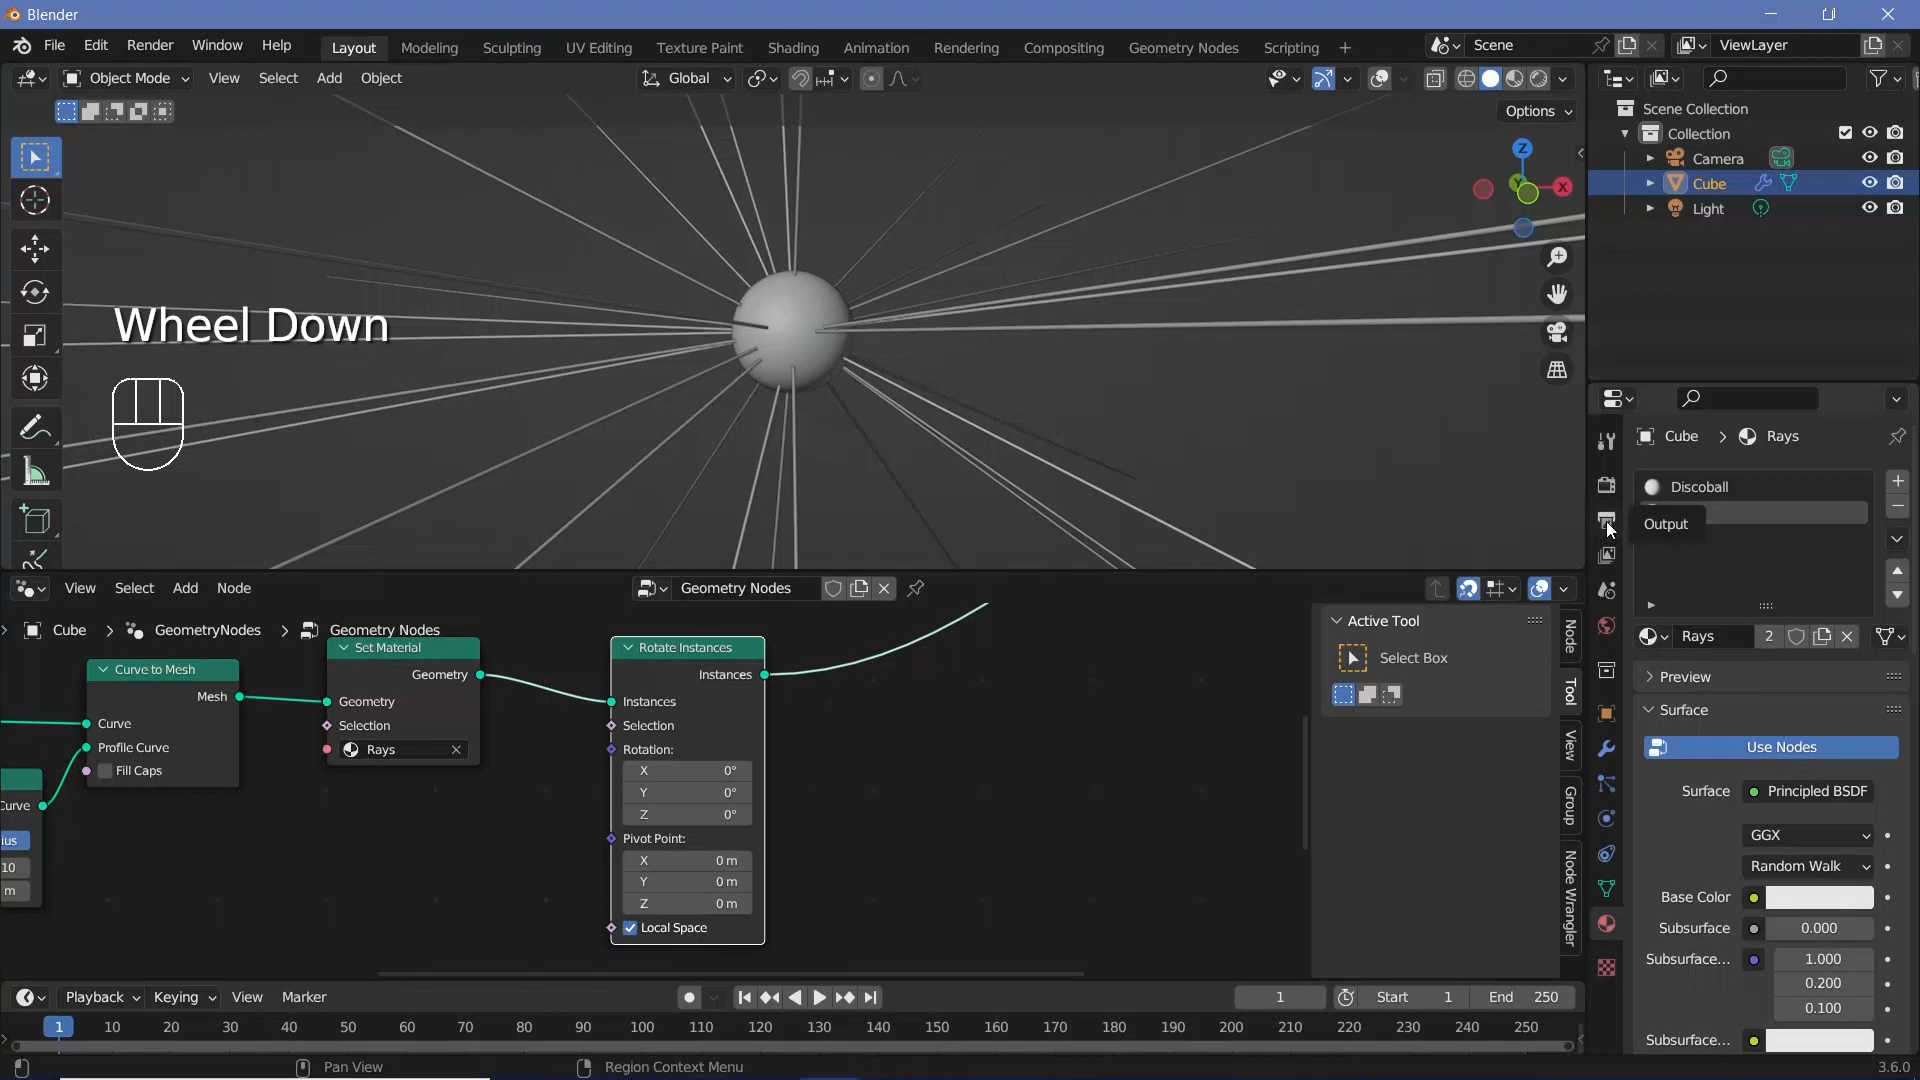 Blender
File Edit Render Window Help Layout Modeling Sculpting UV Editing Texture Paint Shading Animation Rendering Compositing Geometry Nodes Scripting + Scene ViewLayer
Object Mode View Select Add Object Global
Options
Scene Collection
Collection
Camera
Cube
Light
Z
Y
X
Wheel Down
Cube > Rays
Discoball
Output
Rays 2
Preview
Surface
Use Nodes
Surface Principled BSDF
GGX
Random Walk
Base Color
Subsurface 0.000
Subsurface... 1.000
0.200
0.100
Subsurface...
View Select Add Node Geometry Nodes
Cube > GeometryNodes > Geometry Nodes
Curve to Mesh
Mesh
Curve
Profile Curve
Fill Caps
Curve
ius
10
m
Set Material
Geometry
Geometry
Selection
Rays
Rotate Instances
Instances
Instances
Selection
Rotation:
X 0°
Y 0°
Z 0°
Pivot Point:
X 0 m
Y 0 m
Z 0 m
Local Space
Active Tool
Select Box
Node
Tool
View
Group
Node Wrangler
Playback Keying View Marker 1 Start 1 End 250
1 10 20 30 40 50 60 70 80 90 100 110 120 130 140 150 160 170 180 190 200 210 220 230 240 250
Pan View Region Context Menu 3.6.0